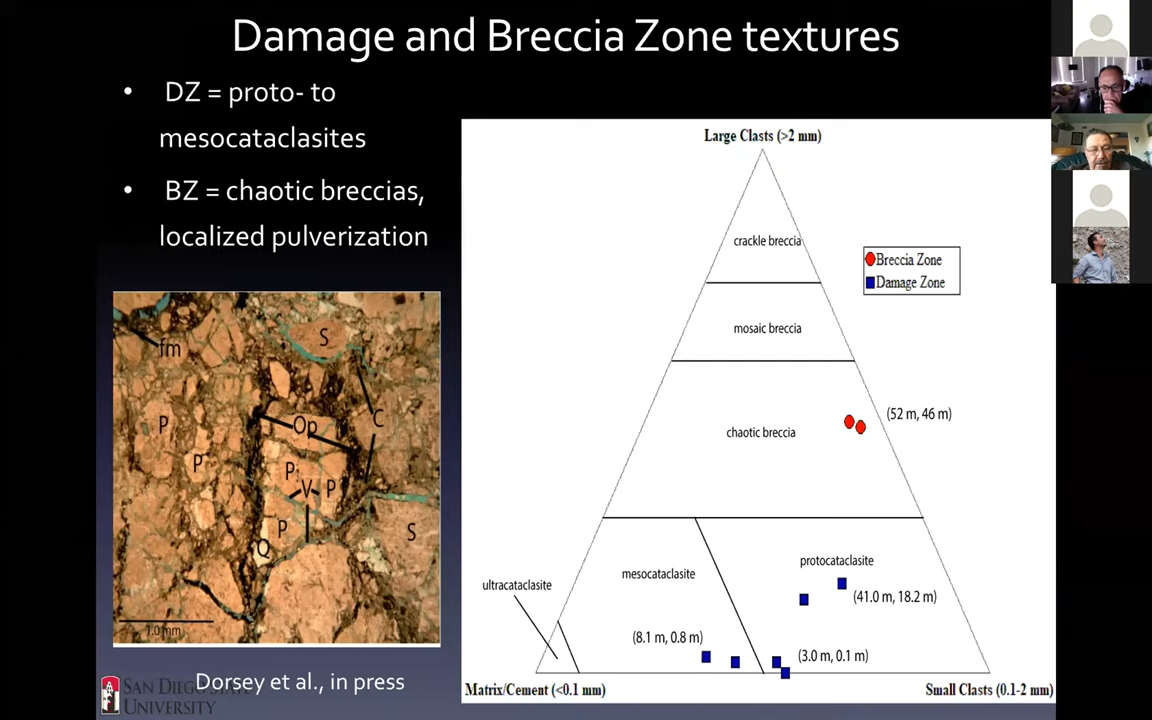 Damage and Breccia Zone textures
• DZ = proto- to
mesocataclasites
• BZ = chaotic breccias,
localized pulverization
Large Clasts (>2 mm)
crackle breccia
Breccia Zone
Damage Zone
mosaic breccia
(52 m, 46 m)
chaotic breccia
protocataclasite
mesocataclasite
ultracataclasite
(41.0 m, 18.2 m)
(8.1 m, 0.8 m)
(3.0 m, 0.1 m)
Matrix/Cement (<0.1 mm)
Small Clasts (0.1-2 mm)
fm
S
P
C
Op
P
P
V
P
P
Q
S
1.0 mm
Dorsey et al., in press
SAN DIEGO STATE
UNIVERSITY